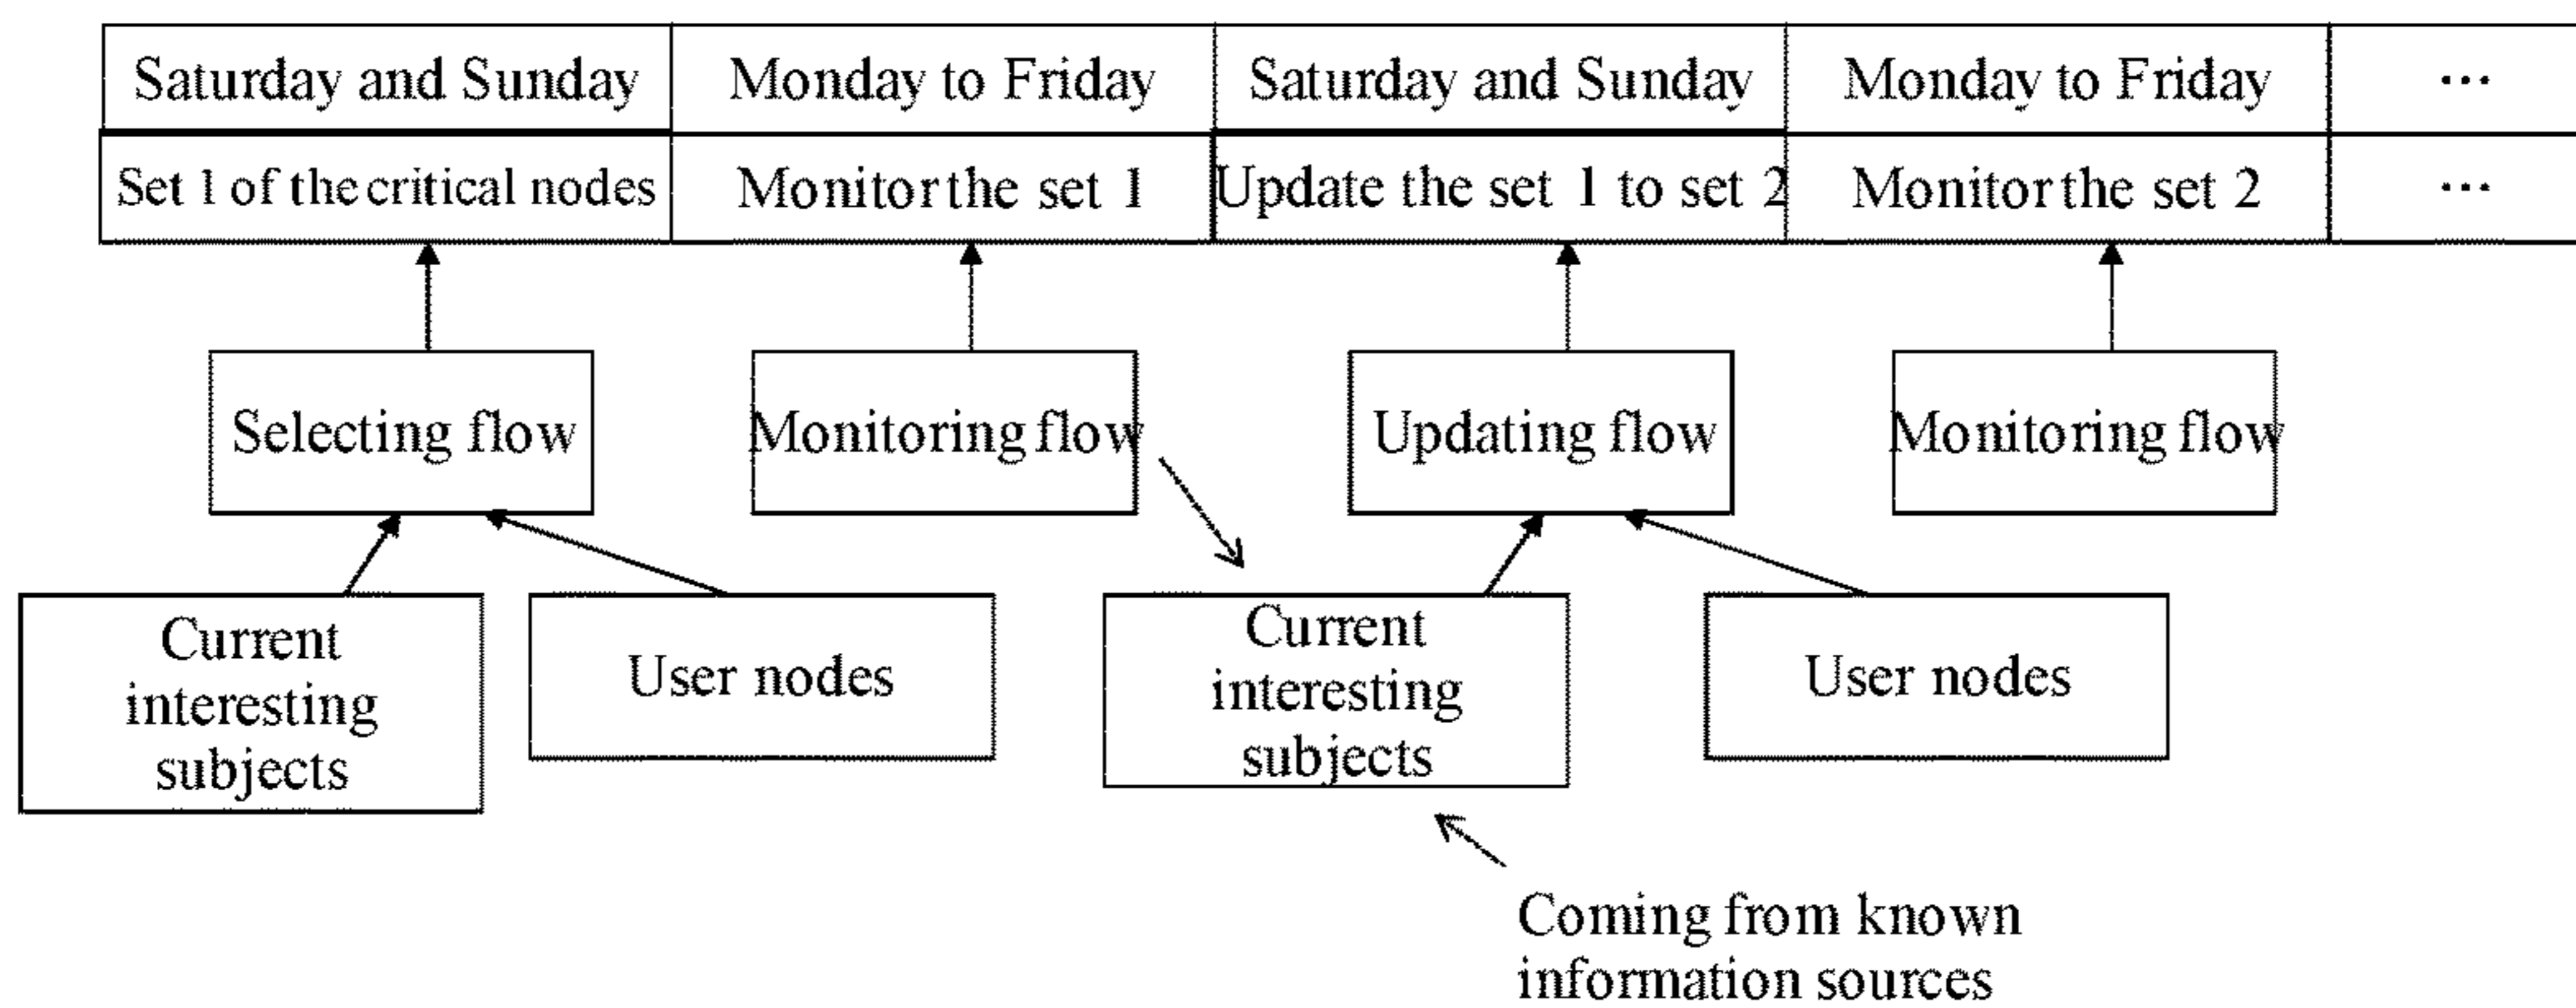 Saturday and Sunday Monday to Friday Saturday and Sunday Monday to Friday ...
Set 1 of the critical nodes Monitor the set 1 Update the set 1 to set 2 Monitor the set 2 ...
Selecting flow Monitoring flow Updating flow Monitoring flow
Current
interesting
subjects
User nodes
Current
interesting
subjects
User nodes
Coming from known
information sources